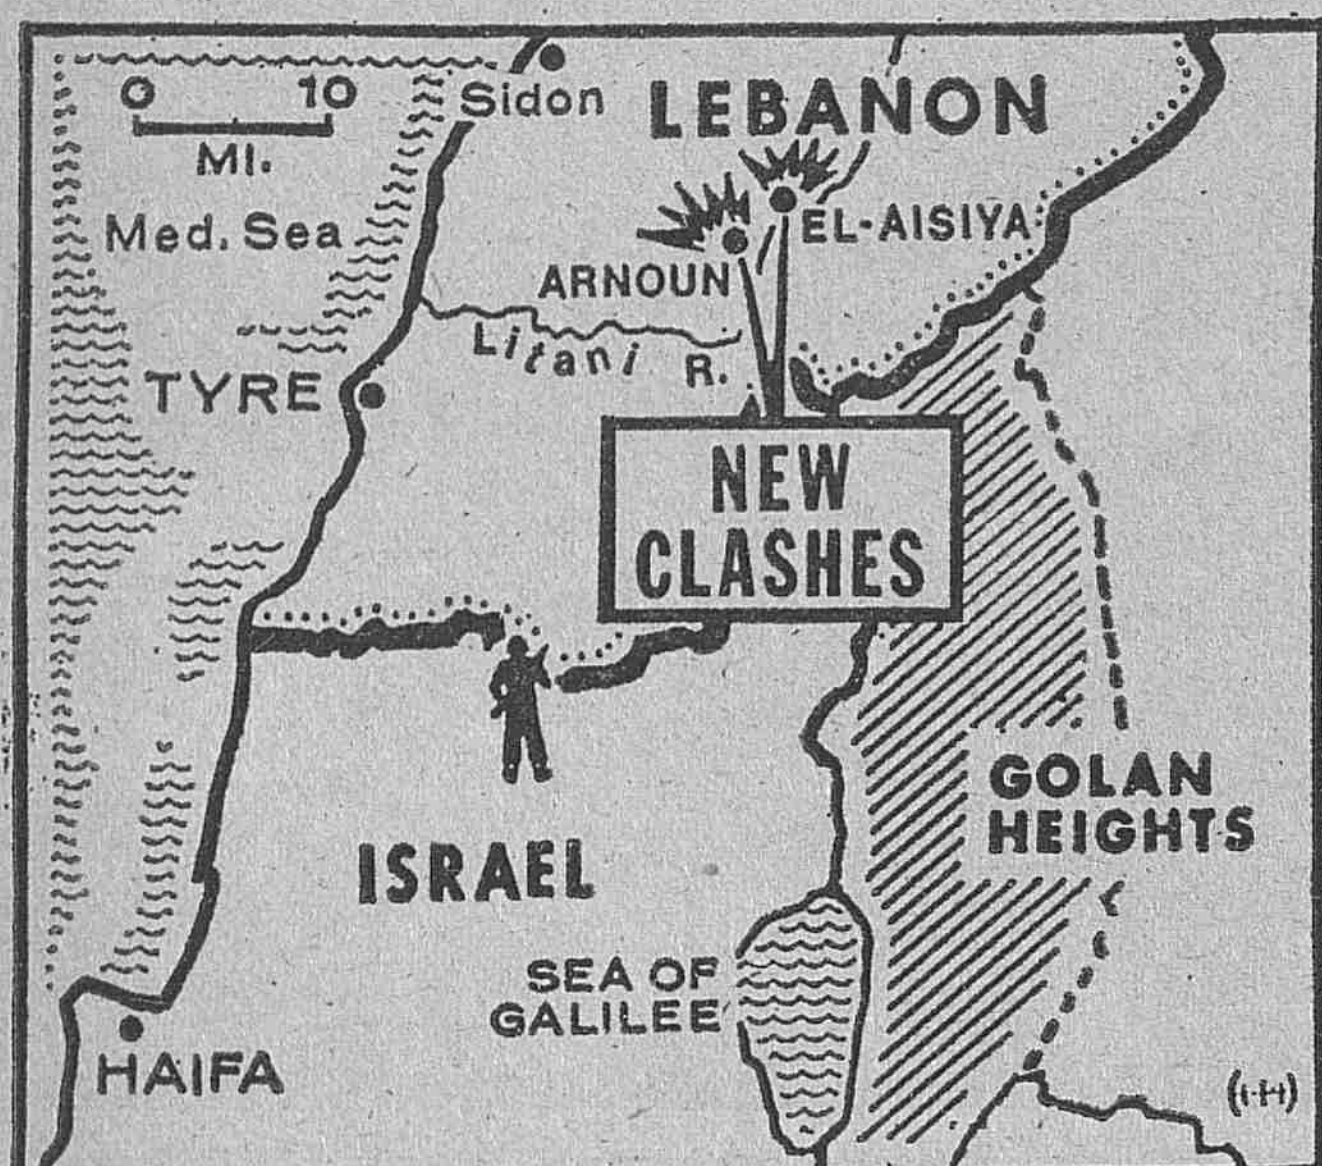 0 10
MI.
Sidon
LEBANON
Med. Sea
EL-AISIYA
ARNOUN
Litani R.
TYRE
NEW
CLASHES
GOLAN
HEIGHTS
ISRAEL
SEA OF
GALILEE
HAIFA